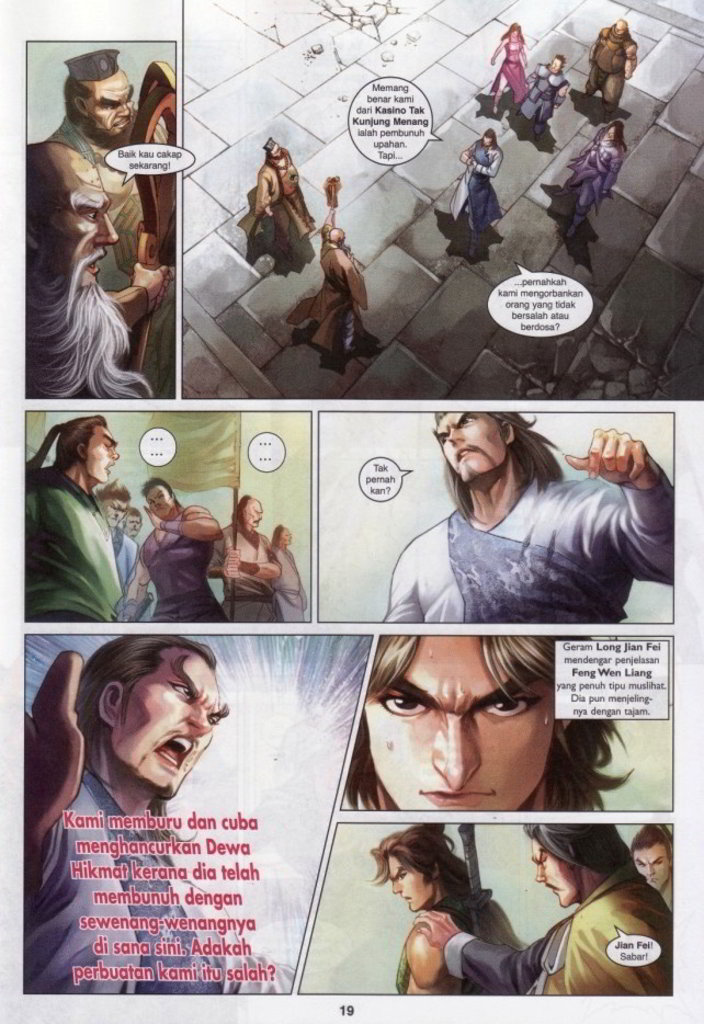 Baik kau cakap
sekarang!
Memang
benar kami
dari Kasino Tak
Kunjung Menang
ialah pembunuh
upahan.
Tapi...
...pernahkah
kami mengorbankan
orang yang tidak
bersalah atau
berdosa?
...
...
...
...
Tak
pernah
kan?
Kami memburu dan cuba
menghancurkan Dewa
Hikmat kerana dia telah
membunuh dengan
sewenang-wenangnya
di sana sini. Adakah
perbuatan kami itu salah?
Geram Long Jian Fei
mendengar penjelasan
Feng Wen Liang
yang penuh tipu muslihat.
Dia pun menjeling-
nya dengan tajam.
Jian Fei!
Sabar!
19